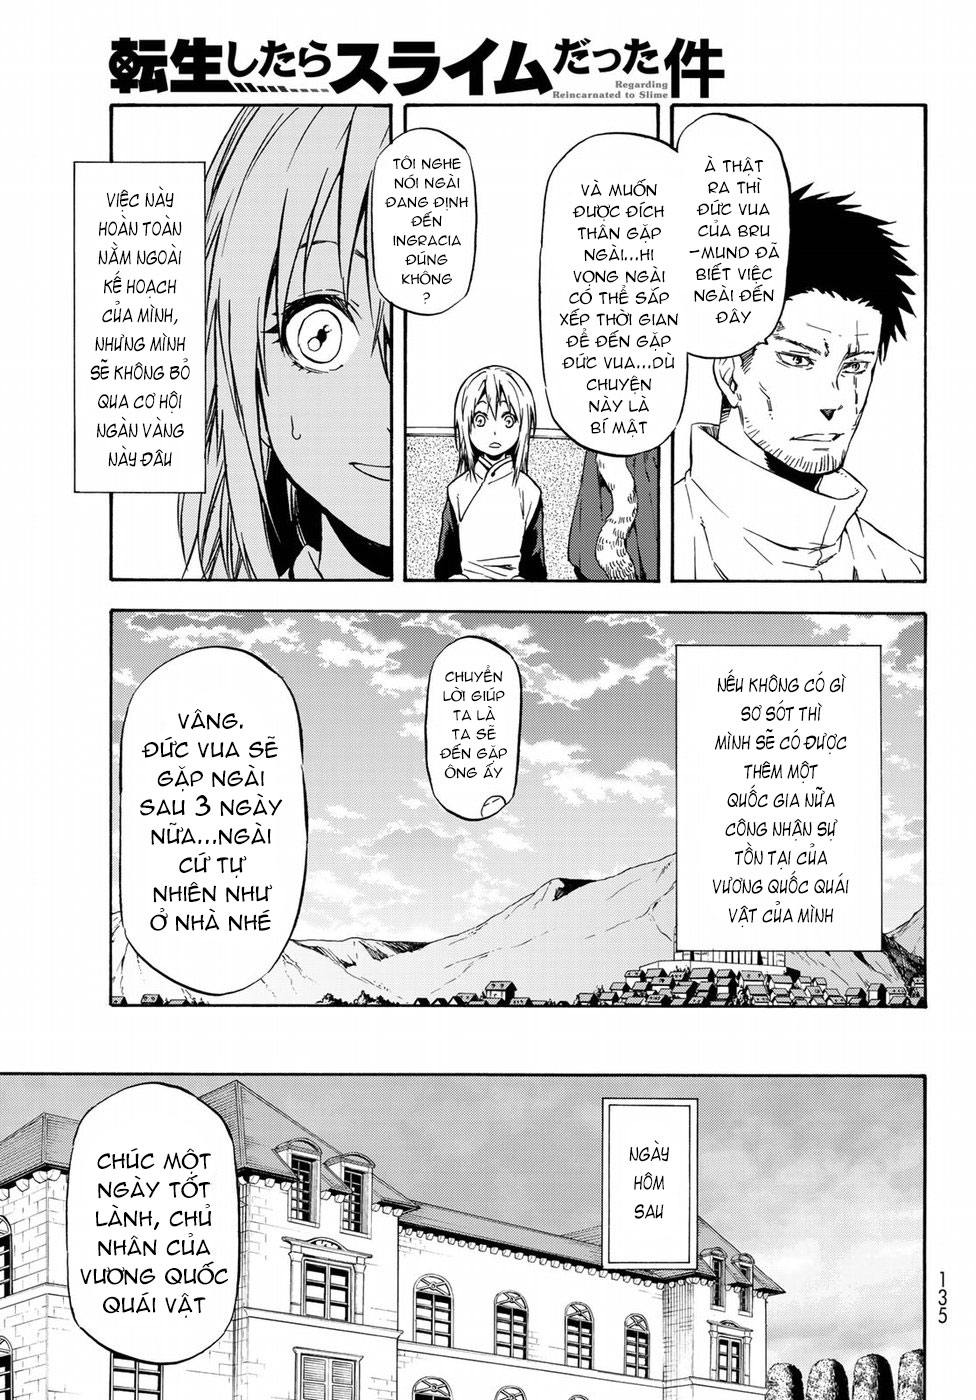 転生したらスライムだった件
Regarding
Reincarnated to Slime
À THẬT
RA THÌ
ĐỨC VUA
CỦA BRU
-MUND ĐÃ
BIẾT VIỆC
NGÀI ĐẾN
ĐÂY
VÀ MUỐN
ĐƯỢC ĐÍCH
THÂN GẶP
NGÀI...HI
VỌNG NGÀI
CÓ THỂ SẮP
XẾP THỜI GIAN
ĐỂ ĐẾN GẶP
ĐỨC VUA...DÙ
CHUYỆN
NÀY LÀ
BÍ MẬT
TÔI NGHE
NÓI NGÀI
ĐANG ĐỊNH
ĐẾN
INGRACIA
ĐÚNG
KHÔNG
?
VIỆC NÀY
HOÀN TOÀN
NẰM NGOÀI
KẾ HOẠCH
CỦA MÌNH,
NHƯNG MÌNH
SẼ KHÔNG BỎ
QUA CƠ HỘI
NGÀN VÀNG
NÀY ĐÂU
NẾU KHÔNG CÓ GÌ
SƠ SÓT THÌ
MÌNH SẼ CÓ ĐƯỢC
THÊM MỘT
QUỐC GIA NỮA
CÔNG NHẬN SỰ
TỒN TẠI CỦA
VƯƠNG QUỐC QUÁI
VẬT CỦA MÌNH
CHUYỂN
LỜI GIÚP
TA LÀ
TA SẼ
ĐẾN GẶP
ÔNG ẤY
VÂNG.
ĐỨC VUA SẼ
GẶP NGÀI
SAU 3 NGÀY
NỮA...NGÀI
CỨ TỰ
NHIÊN NHƯ
Ở NHÀ NHÉ
NGÀY
HÔM
SAU
CHÚC MỘT
NGÀY TỐT
LÀNH, CHỦ
NHÂN CỦA
VƯƠNG QUỐC
QUÁI VẬT
135